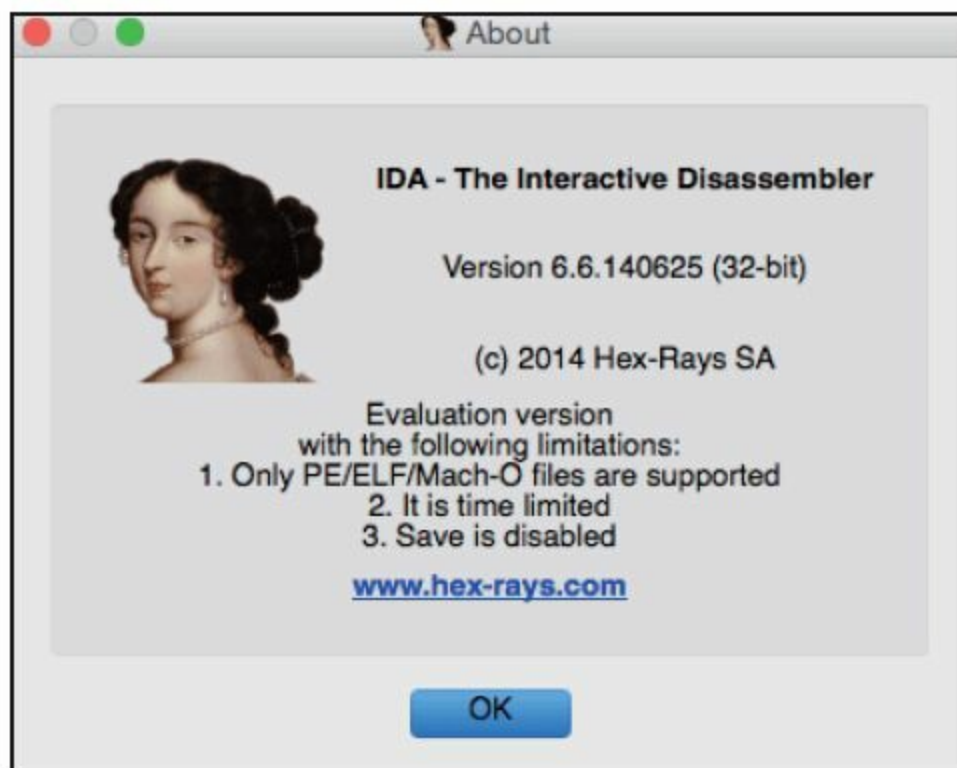 About
IDA - The Interactive Disassembler
Version 6.6.140625 (32-bit)
(c) 2014 Hex-Rays SA
Evaluation version
with the following limitations:
1. Only PE/ELF/Mach-O files are supported
2. It is time limited
3. Save is disabled
www.hex-rays.com
OK